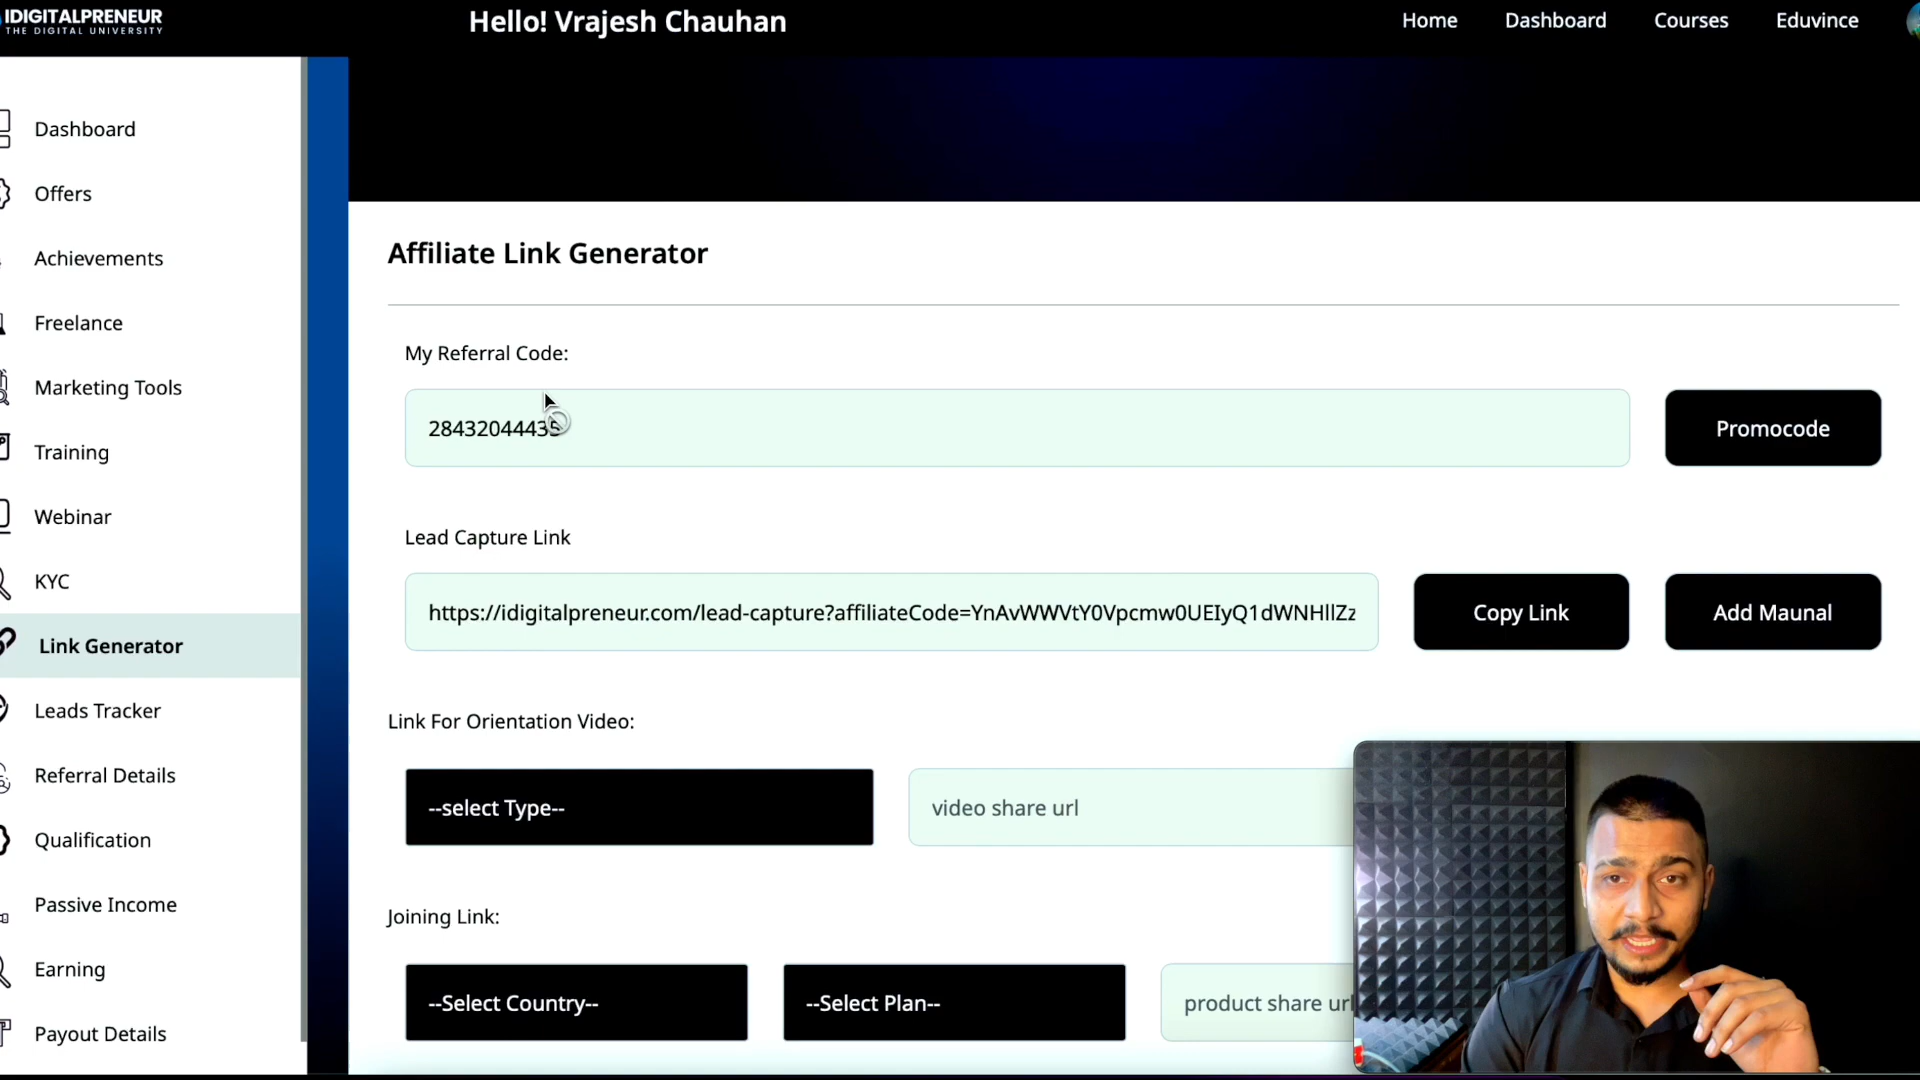 IDIGITALPRENEUR
THE DIGITAL UNIVERSITY
Hello! Vrajesh Chauhan
Home
Dashboard
Courses
Eduvince
Dashboard
Offers
Achievements
Freelance
Marketing Tools
Training
Webinar
KYC
Link Generator
Leads Tracker
Referral Details
Qualification
Passive Income
Earning
Payout Details
Affiliate Link Generator
My Referral Code:
28432044435
Promocode
Lead Capture Link
https://idigitalpreneur.com/lead-capture?affiliateCode=YnAvWWVtY0Vpcmw0UEIyQ1dWNHllZz
Copy Link
Add Maunal
Link For Orientation Video:
--select Type--
video share url
Joining Link:
--Select Country--
--Select Plan--
product share url